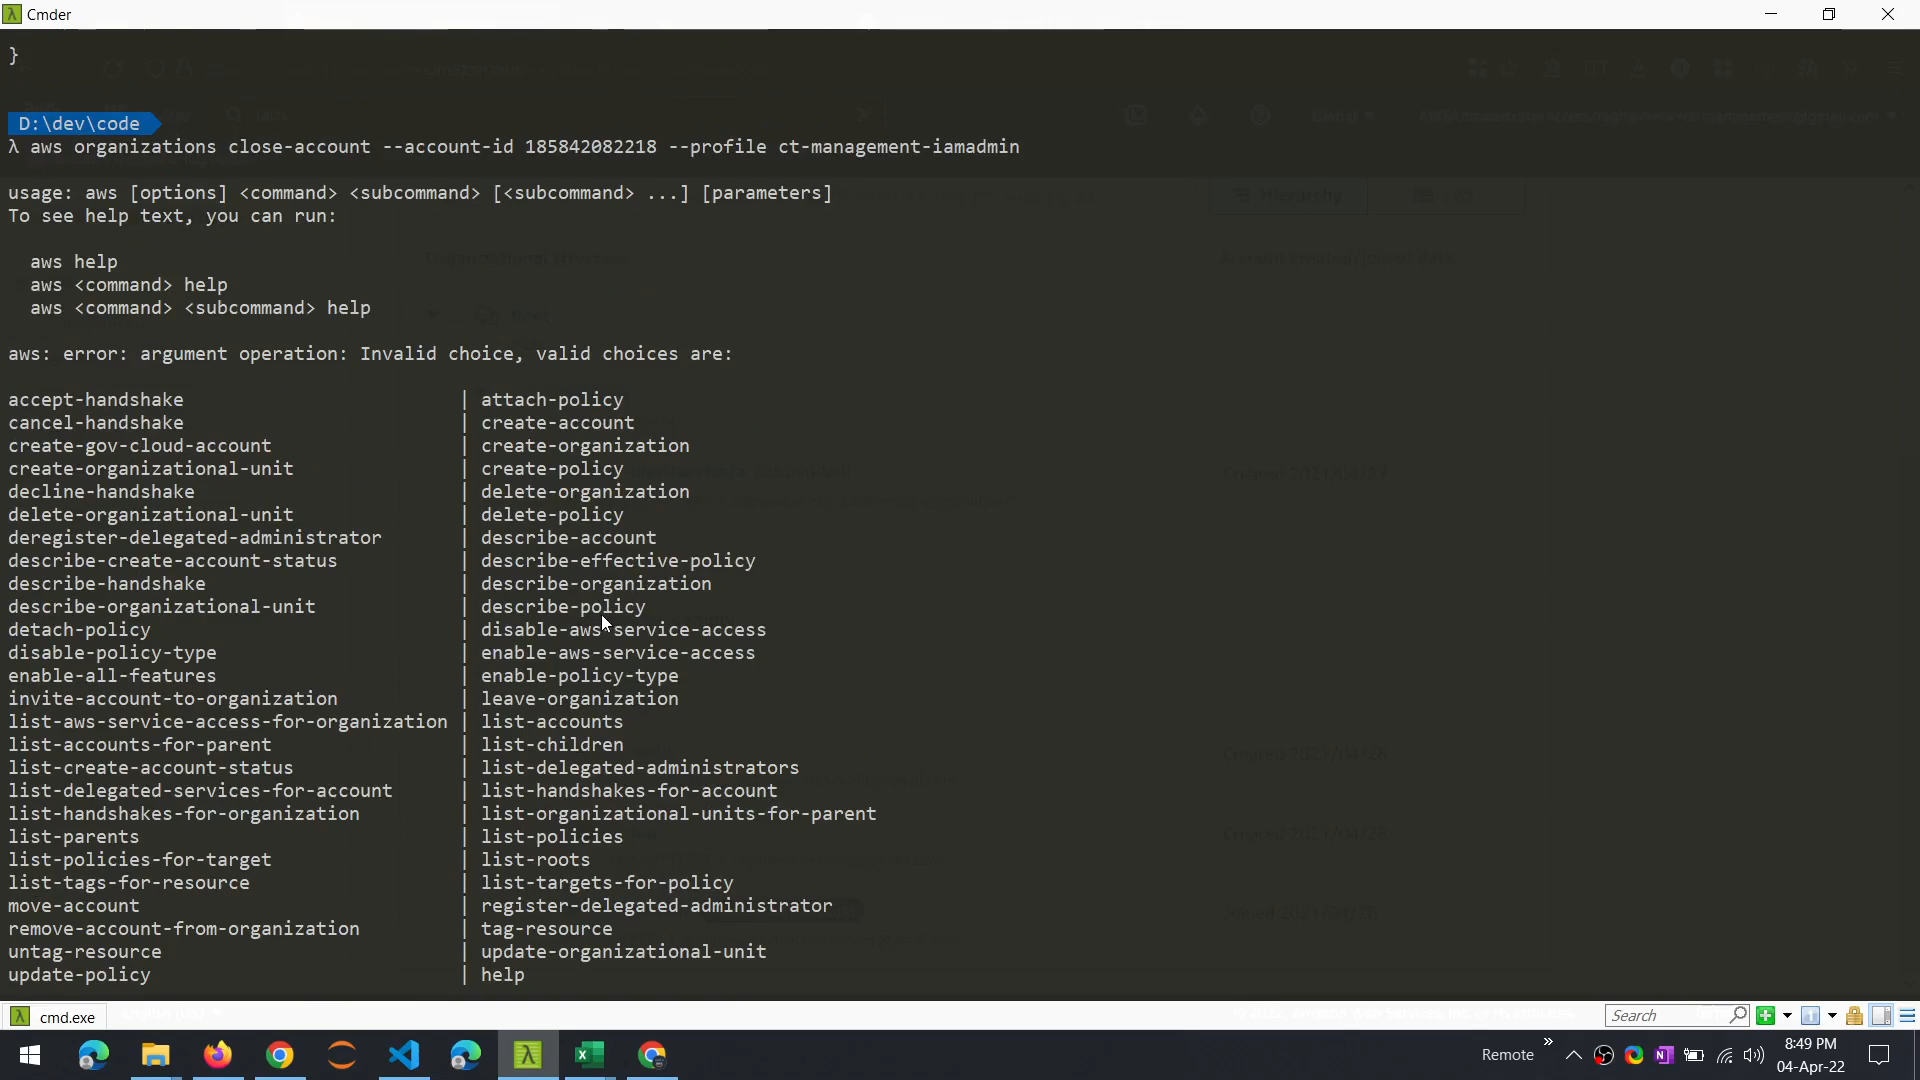 Cmder
}
D:\dev\code
λ aws organizations close-account --account-id 185842082218 --profile ct-management-iamadmin
usage: aws [options] <command> <subcommand> [<subcommand> ...] [parameters]
To see help text, you can run:
aws help
aws <command> help
aws <command> <subcommand> help
aws: error: argument operation: Invalid choice, valid choices are:
accept-handshake | attach-policy
cancel-handshake | create-account
create-gov-cloud-account | create-organization
create-organizational-unit | create-policy
decline-handshake | delete-organization
delete-organizational-unit | delete-policy
deregister-delegated-administrator | describe-account
describe-create-account-status | describe-effective-policy
describe-handshake | describe-organization
describe-organizational-unit | describe-policy
detach-policy | disable-aws-service-access
disable-policy-type | enable-aws-service-access
enable-all-features | enable-policy-type
invite-account-to-organization | leave-organization
list-aws-service-access-for-organization | list-accounts
list-accounts-for-parent | list-children
list-create-account-status | list-delegated-administrators
list-delegated-services-for-account | list-handshakes-for-account
list-handshakes-for-organization | list-organizational-units-for-parent
list-parents | list-policies
list-policies-for-target | list-roots
list-tags-for-resource | list-targets-for-policy
move-account | register-delegated-administrator
remove-account-from-organization | tag-resource
untag-resource | update-organizational-unit
update-policy | help
cmd.exe
Search
Remote
8:49 PM
04-Apr-22